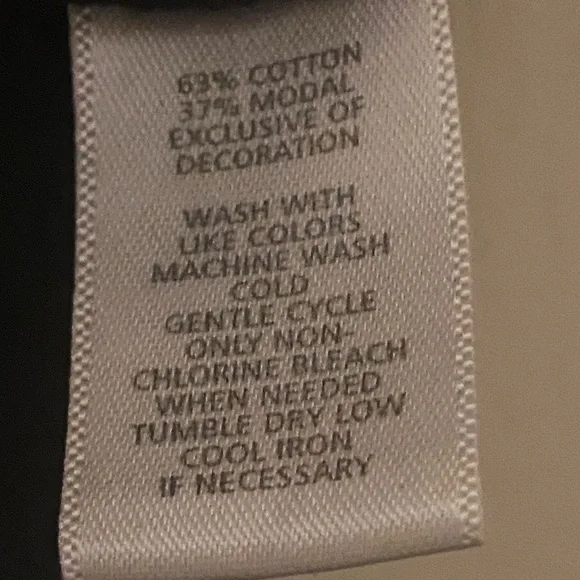 63% COTTON
37% MODAL
EXCLUSIVE OF
DECORATION
WASH WITH
LIKE COLORS
MACHINE WASH
COLD
GENTLE CYCLE
ONLY NON-
CHLORINE BLEACH
WHEN NEEDED
TUMBLE DRY LOW
COOL IRON
IF NECESSARY